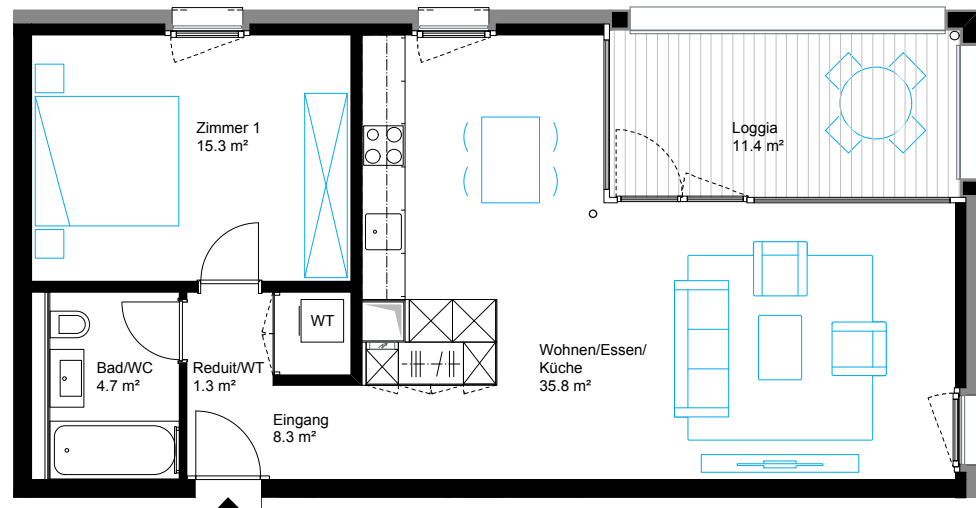 Zimmer 1
15.3 m²
Loggia
11.4 m²
WT
Bad/WC
4.7 m²
Reduit/WT
1.3 m²
Wohnen/Essen/
Küche
35.8 m²
Eingang
8.3 m²